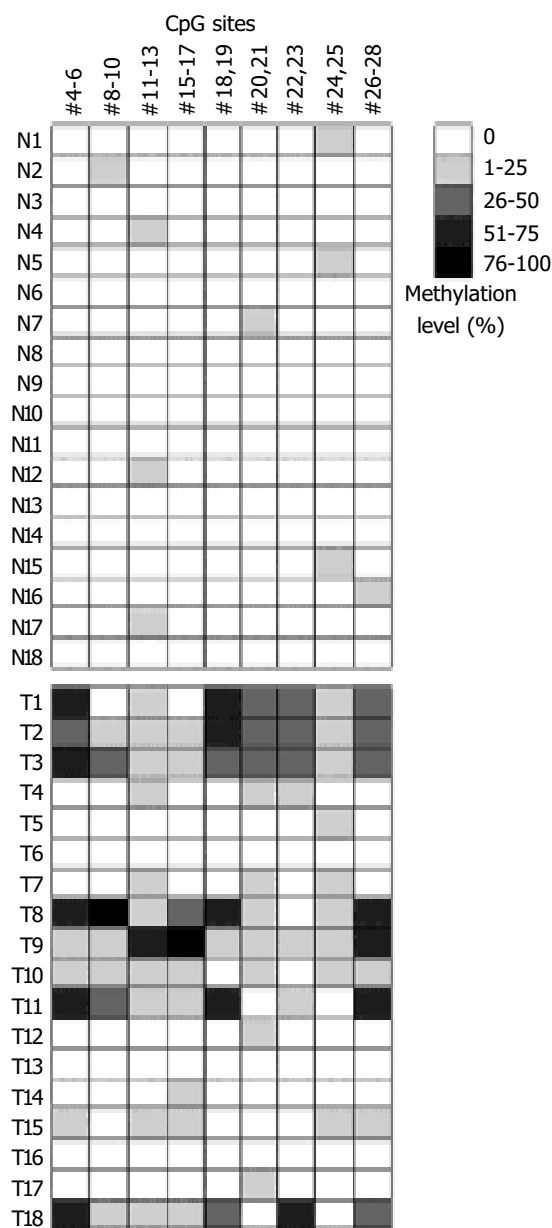 CpG sites
#4-6 #8-10 #11-13 #15-17 #18,19 #20,21 #22,23 #24,25 #26-28
N1
N2
N3
N4
N5
N6
N7
N8
N9
N10
N11
N12
N13
N14
N15
N16
N17
N18
0
1-25
26-50
51-75
76-100
Methylation
level (%)
T1
T2
T3
T4
T5
T6
T7
T8
T9
T10
T11
T12
T13
T14
T15
T16
T17
T18